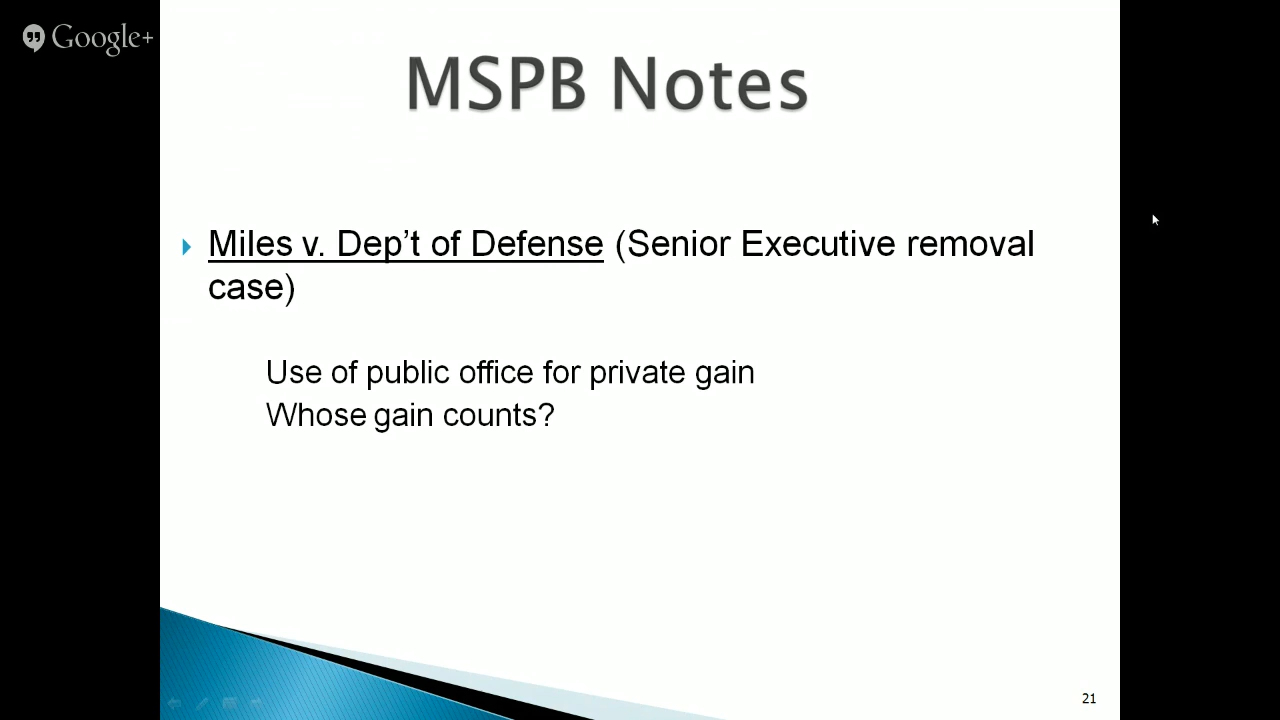 Google+
MSPB Notes
Miles v. Dep’t of Defense (Senior Executive removal
case)
Use of public office for private gain
Whose gain counts?
21